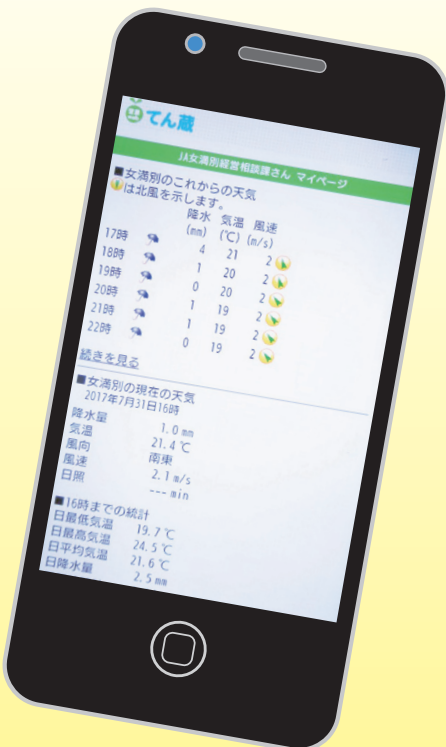 てん蔵
JA女満別経営相談課さん マイページ
■女満別のこれからの天気
は北風を示します。
降水 気温 風速
(mm) (℃) (m/s)
17時 4 21 2
18時 1 20 2
19時 0 20 2
20時 1 19 2
21時 1 19 2
22時 0 19 2
続きを見る
■女満別の現在の天気
2017年7月31日16時
降水量 1.0 mm
気温 21.4 ℃
風向 南東
風速 2.1 m/s
日照 --- min
■16時までの統計
日最低気温 19.7 ℃
日最高気温 24.5 ℃
日平均気温 21.6 ℃
日降水量 2.5 mm